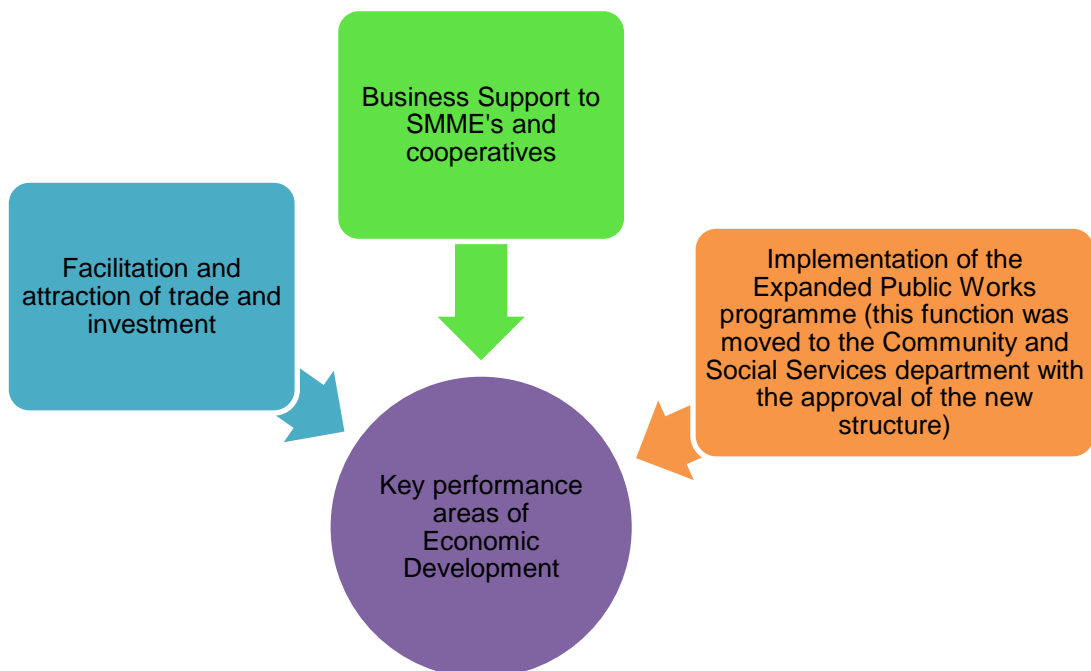 Business Support to
SMME's and
cooperatives
Facilitation and
attraction of trade and
investment
Implementation of the
Expanded Public Works
programme (this function was
moved to the Community and
Social Services department with
the approval of the new
structure)
Key performance
areas of
Economic
Development